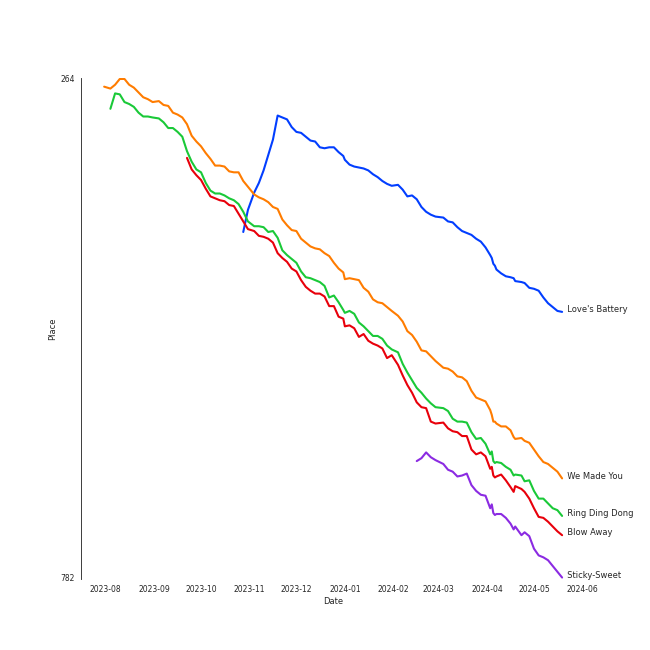 264
Place
Love's Battery
We Made You
Ring Ding Dong
Blow Away
Sticky-Sweet
782
2023-08 2023-09 2023-10 2023-11 2023-12 2024-01 2024-02 2024-03 2024-04 2024-05 2024-06
Date